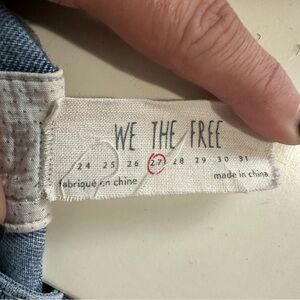 WE THE FREE
24 25 26 27 28 29 30 31
fabriqué en chine made in china